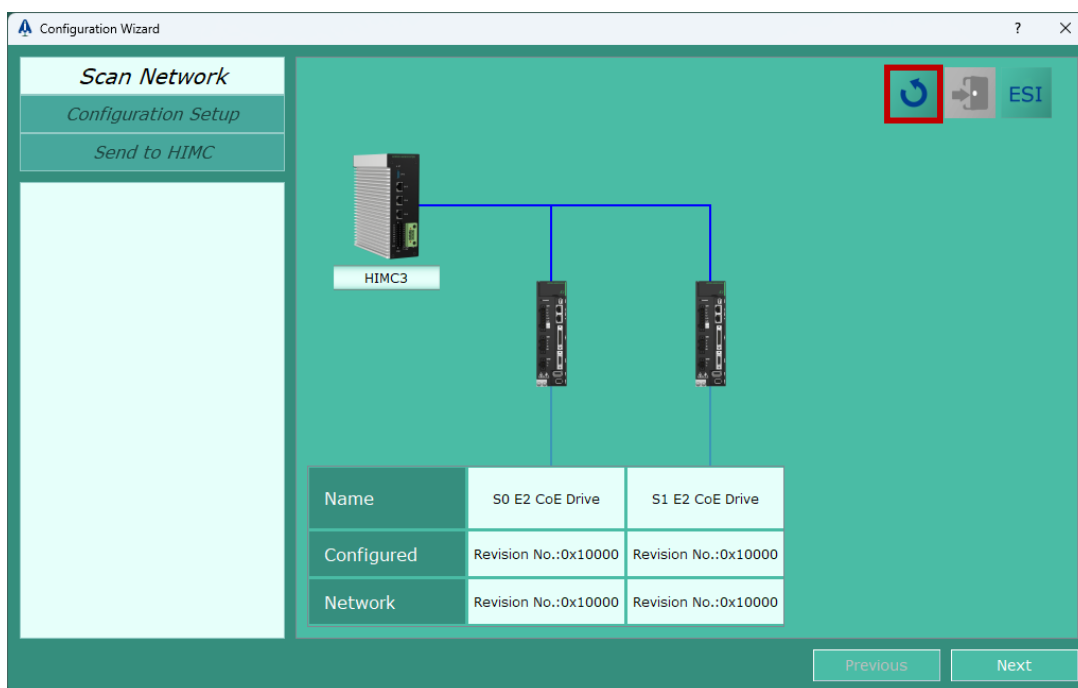 Configuration Wizard
?
Scan Network
Configuration Setup
Send to HIMC
ESI
HIMC3
Name
S0 E2 CoE Drive
S1 E2 CoE Drive
Configured
Revision No.:0x10000
Revision No.:0x10000
Network
Revision No.:0x10000
Revision No.:0x10000
Previous
Next